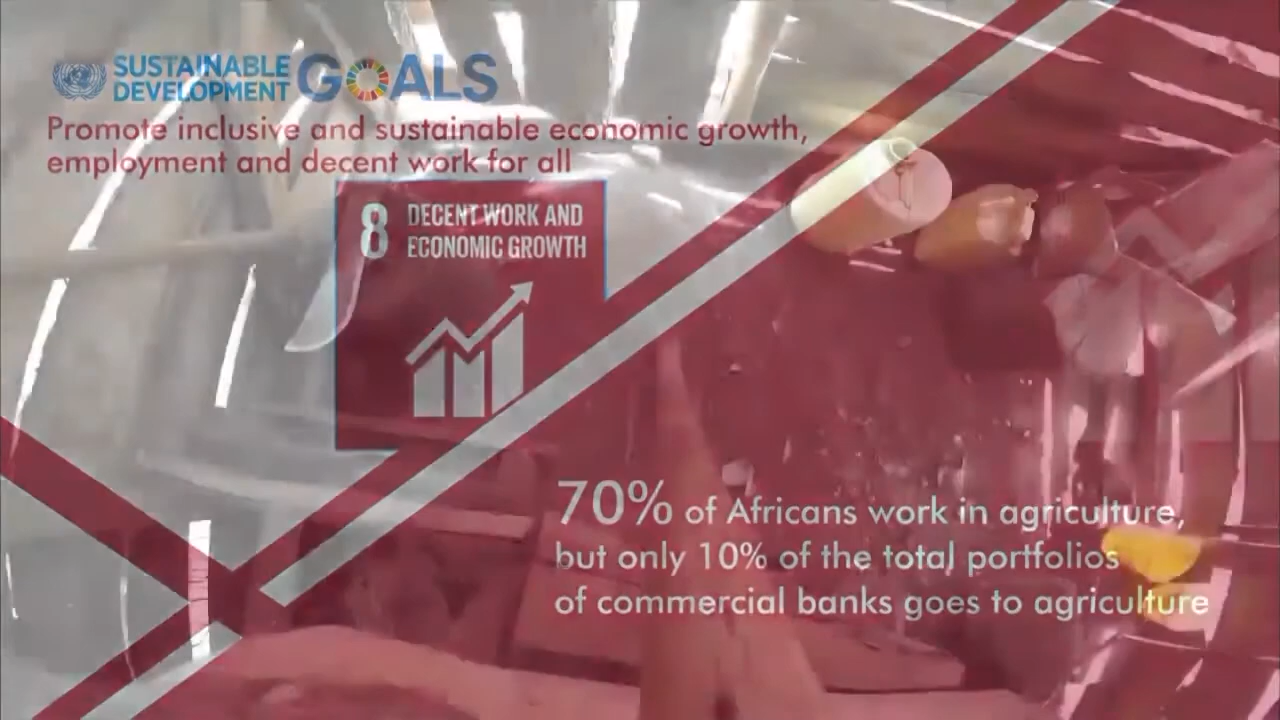 SUSTAINABLE
DEVELOPMENT
GOALS
Promote inclusive and sustainable economic growth,
employment and decent work for all
8
DECENT WORK AND
ECONOMIC GROWTH
70% of Africans work in agriculture,
but only 10% of the total portfolios
of commercial banks goes to agriculture